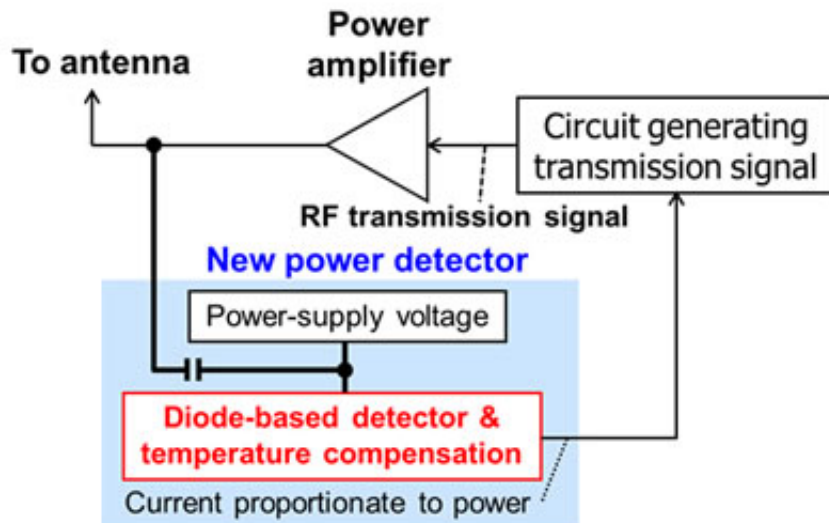 Power
amplifier
To antenna
Circuit generating
transmission signal
RF transmission signal
New power detector
Power-supply voltage
Diode-based detector &
temperature compensation
Current proportionate to power